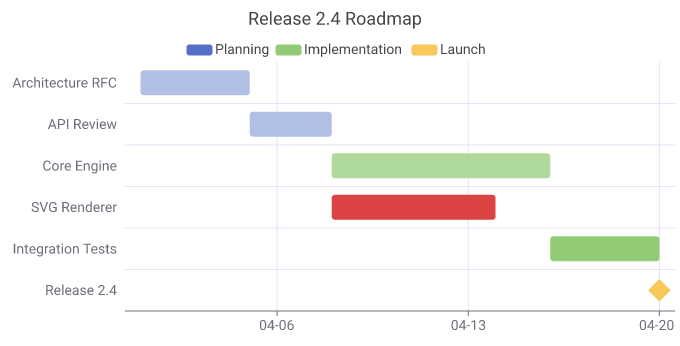 Release 2.4 Roadmap
Planning Implementation Launch
Architecture RFC
API Review
Core Engine
SVG Renderer
Integration Tests
Release 2.4
04-06 04-13 04-20